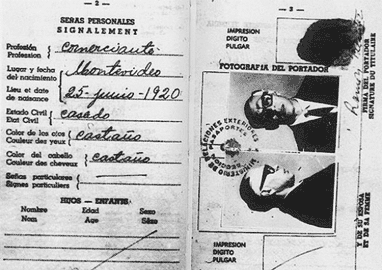 — 2 —
SEÑAS PERSONALES
SIGNALEMENT
Profesión
Profession
comerciante
Lugar y fecha
del nacimiento
Montevideo
Lieu et date de
naissance
25-junio-1920
Estado Civil
Etat Civil
casado
Color de los ojos
Couleur des yeux
castaño
Color del cabello
Couleur des cheveux
castaño
Señas particulares
Signes particuliers
HIJOS — ENFANTS
Nombre Edad Sexo
Nom Age Sèxe
— 3 —
IMPRESION
DIGITO
PULGAR
FOTOGRAFIA DEL PORTADOR
MINISTERIO DE RELACIONES EXTERIORES
PASAPORTES
FIRMA DEL PORTADOR
SIGNATURE DU TITULAIRE
Y DE SU ESPOSA
ET DE SA FEMME
IMPRESION
DIGITO
PULGAR